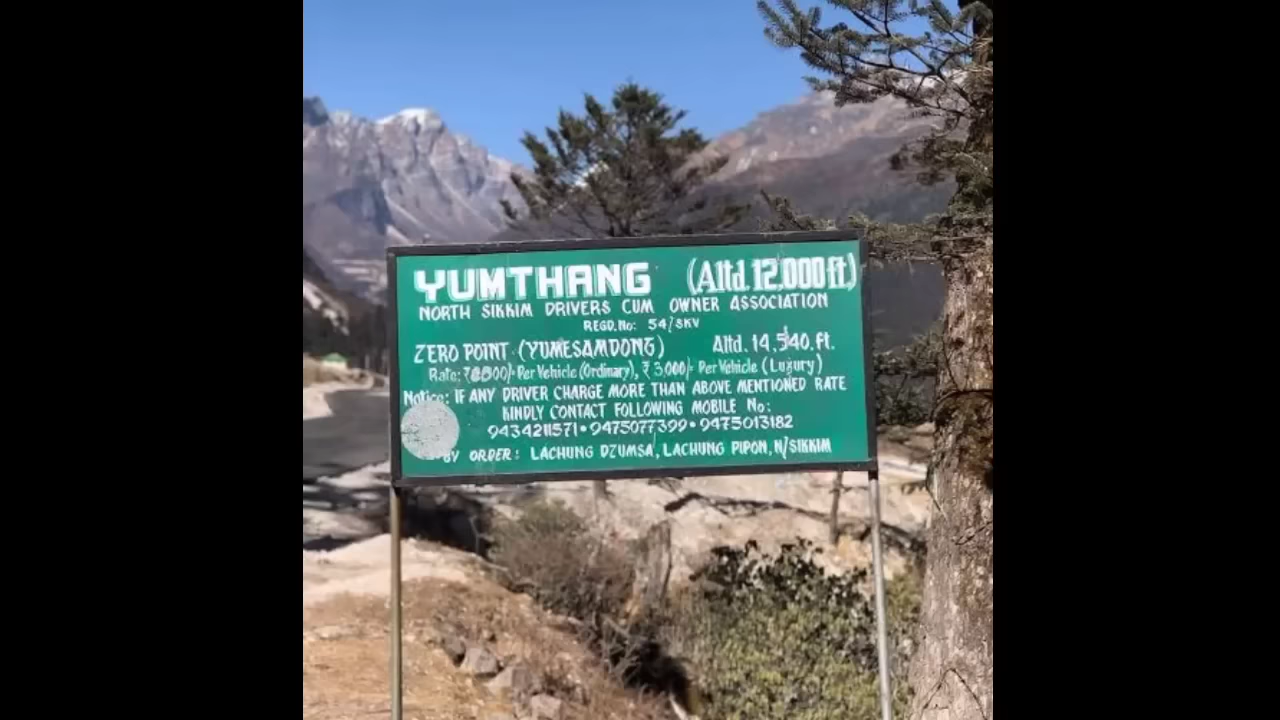 YUMTHANG (Altd. 12,000 ft)
NORTH SIKKIM DRIVERS CUM OWNER ASSOCIATION
REGD. No: 54/SKV
ZERO POINT (YUMESAMDONG) Altd. 14,540. ft.
Rate: Per Vehicle (Ordinary), ₹ 3,000/- Per Vehicle (Luxury)
Notice: IF ANY DRIVER CHARGE MORE THAN ABOVE MENTIONED RATE
KINDLY CONTACT FOLLOWING MOBILE No:
9434211571 • 9475077399 • 9475013182
BY ORDER: LACHUNG DZUMSA, LACHUNG PIPON, N/SIKKIM